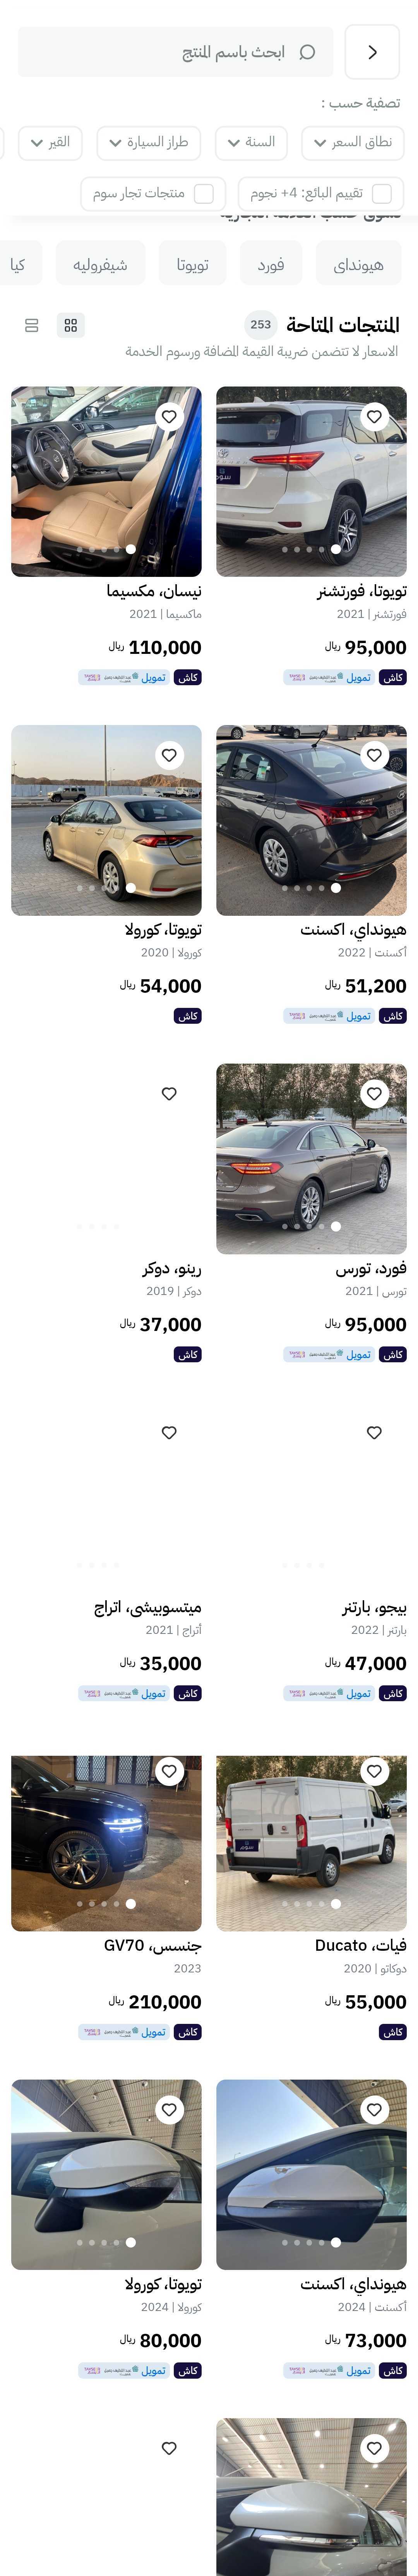 ابحث باسم المنتج
تصفية حسب :
نطاق السعر السنة طراز السيارة القير
تقييم البائع: 4+ نجوم منتجات تجار سوم
هيونداي فورد تويوتا شيفروليه كيا
المنتجات المتاحة 253
الاسعار لا تتضمن ضريبة القيمة المضافة ورسوم الخدمة
تويوتا، فورتشنر
فورتشنر | 2021
95,000 ريال
كاش تمويل
نيسان، مكسيما
ماكسيما | 2021
110,000 ريال
كاش تمويل
هيونداي، اكسنت
أكسنت | 2022
51,200 ريال
كاش تمويل
تويوتا، كورولا
كورولا | 2020
54,000 ريال
كاش
فورد، تورس
تورس | 2021
95,000 ريال
كاش تمويل
رينو، دوكر
دوكر | 2019
37,000 ريال
كاش
بيجو، بارتنر
بارتنر | 2022
47,000 ريال
كاش تمويل
ميتسوبيشي، اتراج
أتراج | 2021
35,000 ريال
كاش تمويل
فيات، Ducato
دوكاتو | 2020
55,000 ريال
كاش
جنسس، GV70
2023
210,000 ريال
كاش تمويل
هيونداي، اكسنت
أكسنت | 2024
73,000 ريال
كاش تمويل
تويوتا، كورولا
كورولا | 2024
80,000 ريال
كاش تمويل